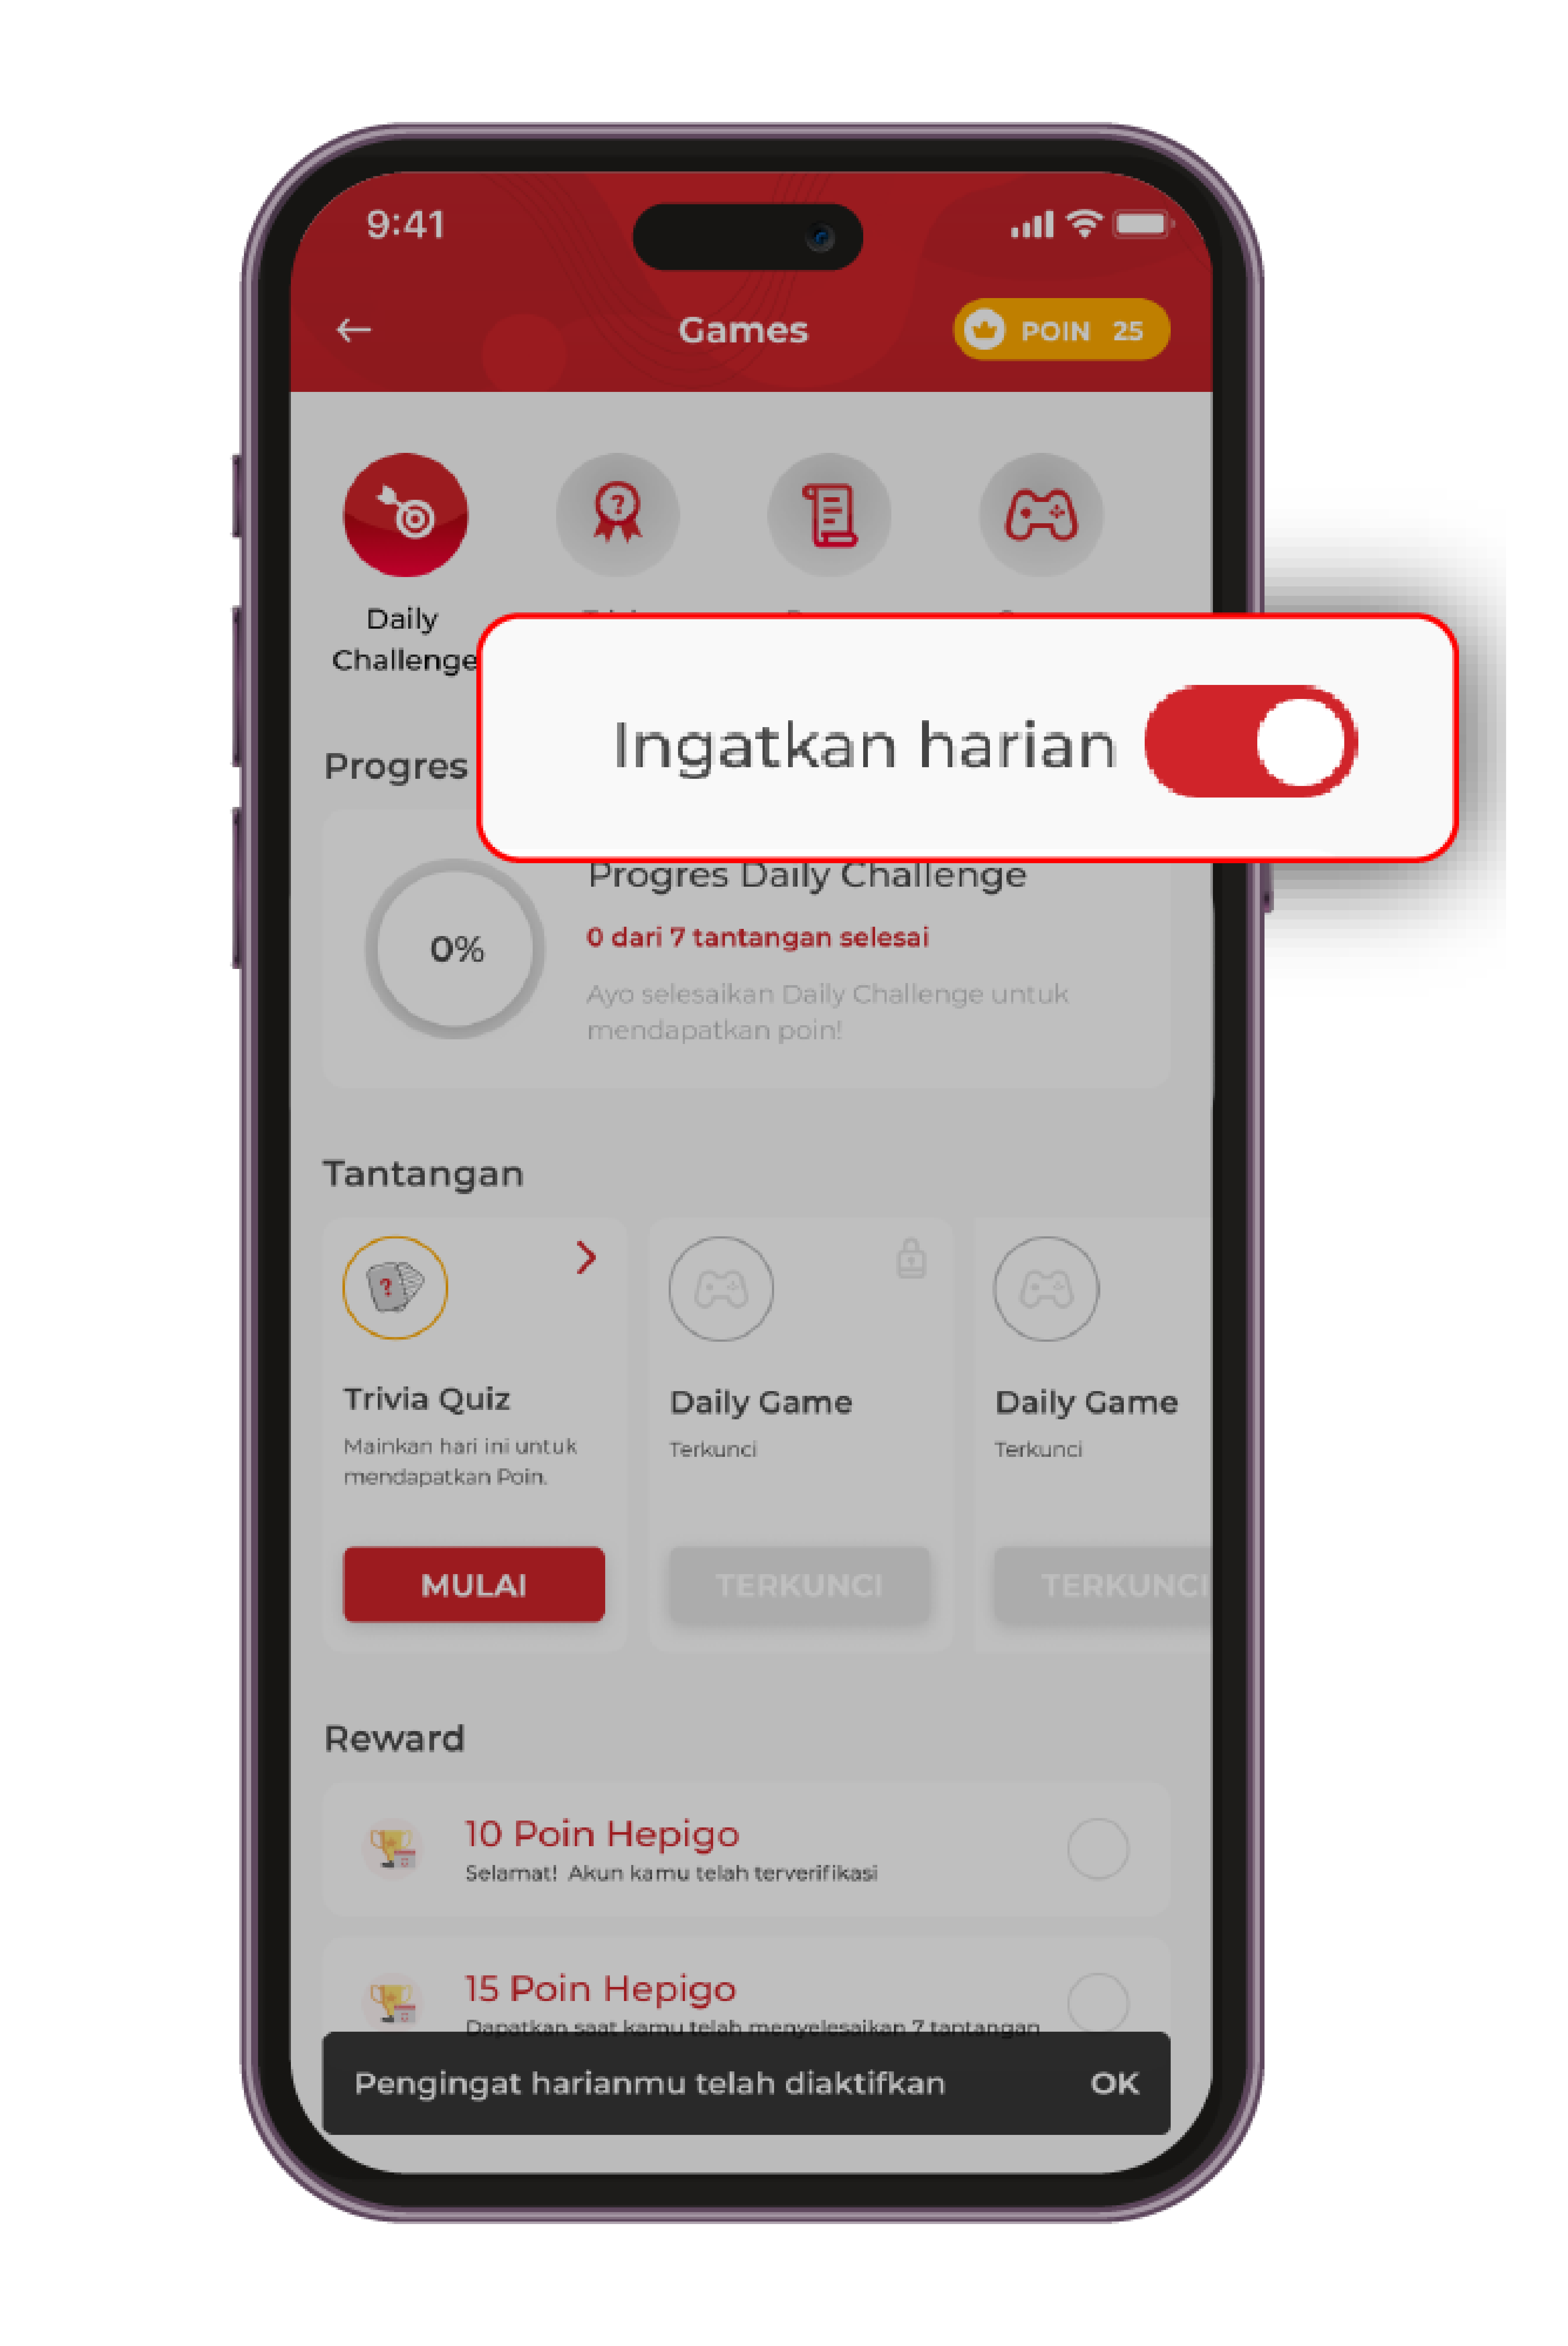 9:41
Games
POIN 25
Daily
Challenge
Ingatkan harian
Progres
0%
Progres Daily Challenge
0 dari 7 tantangan selesai
Ayo selesaikan Daily Challenge untuk
mendapatkan poin!
Tantangan
Trivia Quiz
Mainkan hari ini untuk
mendapatkan Poin.
MULAI
Daily Game
Terkunci
TERKUNCI
Daily Game
Terkunci
TERKUNCI
Reward
10 Poin Hepigo
Selamat! Akun kamu telah terverifikasi
15 Poin Hepigo
Dapatkan saat kamu telah menyelesaikan 7 tantangan
Pengingat harianmu telah diaktifkan
OK